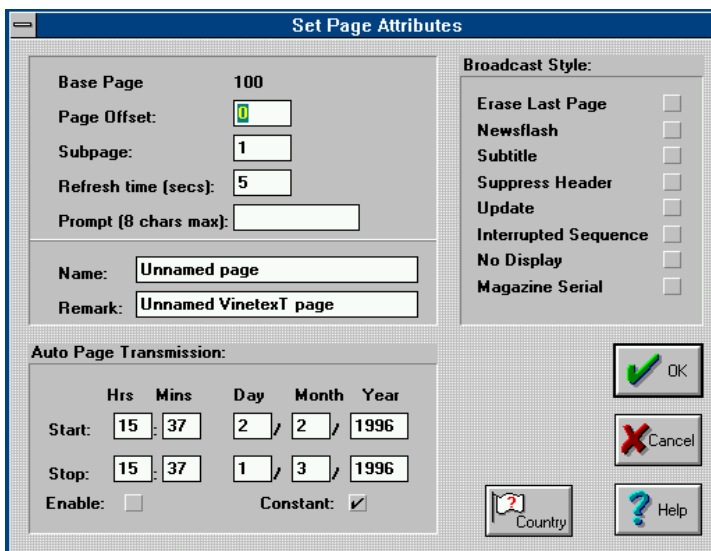 Set Page Attributes
Base Page 100
Page Offset: 0
Subpage: 1
Refresh time (secs): 5
Prompt (8 chars max):
Name: Unnamed page
Remark: Unnamed VinetexT page
Broadcast Style:
Erase Last Page
Newsflash
Subtitle
Suppress Header
Update
Interrupted Sequence
No Display
Magazine Serial
Auto Page Transmission:
Hrs Mins Day Month Year
Start: 15 : 37 2 / 2 / 1996
Stop: 15 : 37 1 / 3 / 1996
Enable: Constant:
OK
Cancel
? Country
? Help